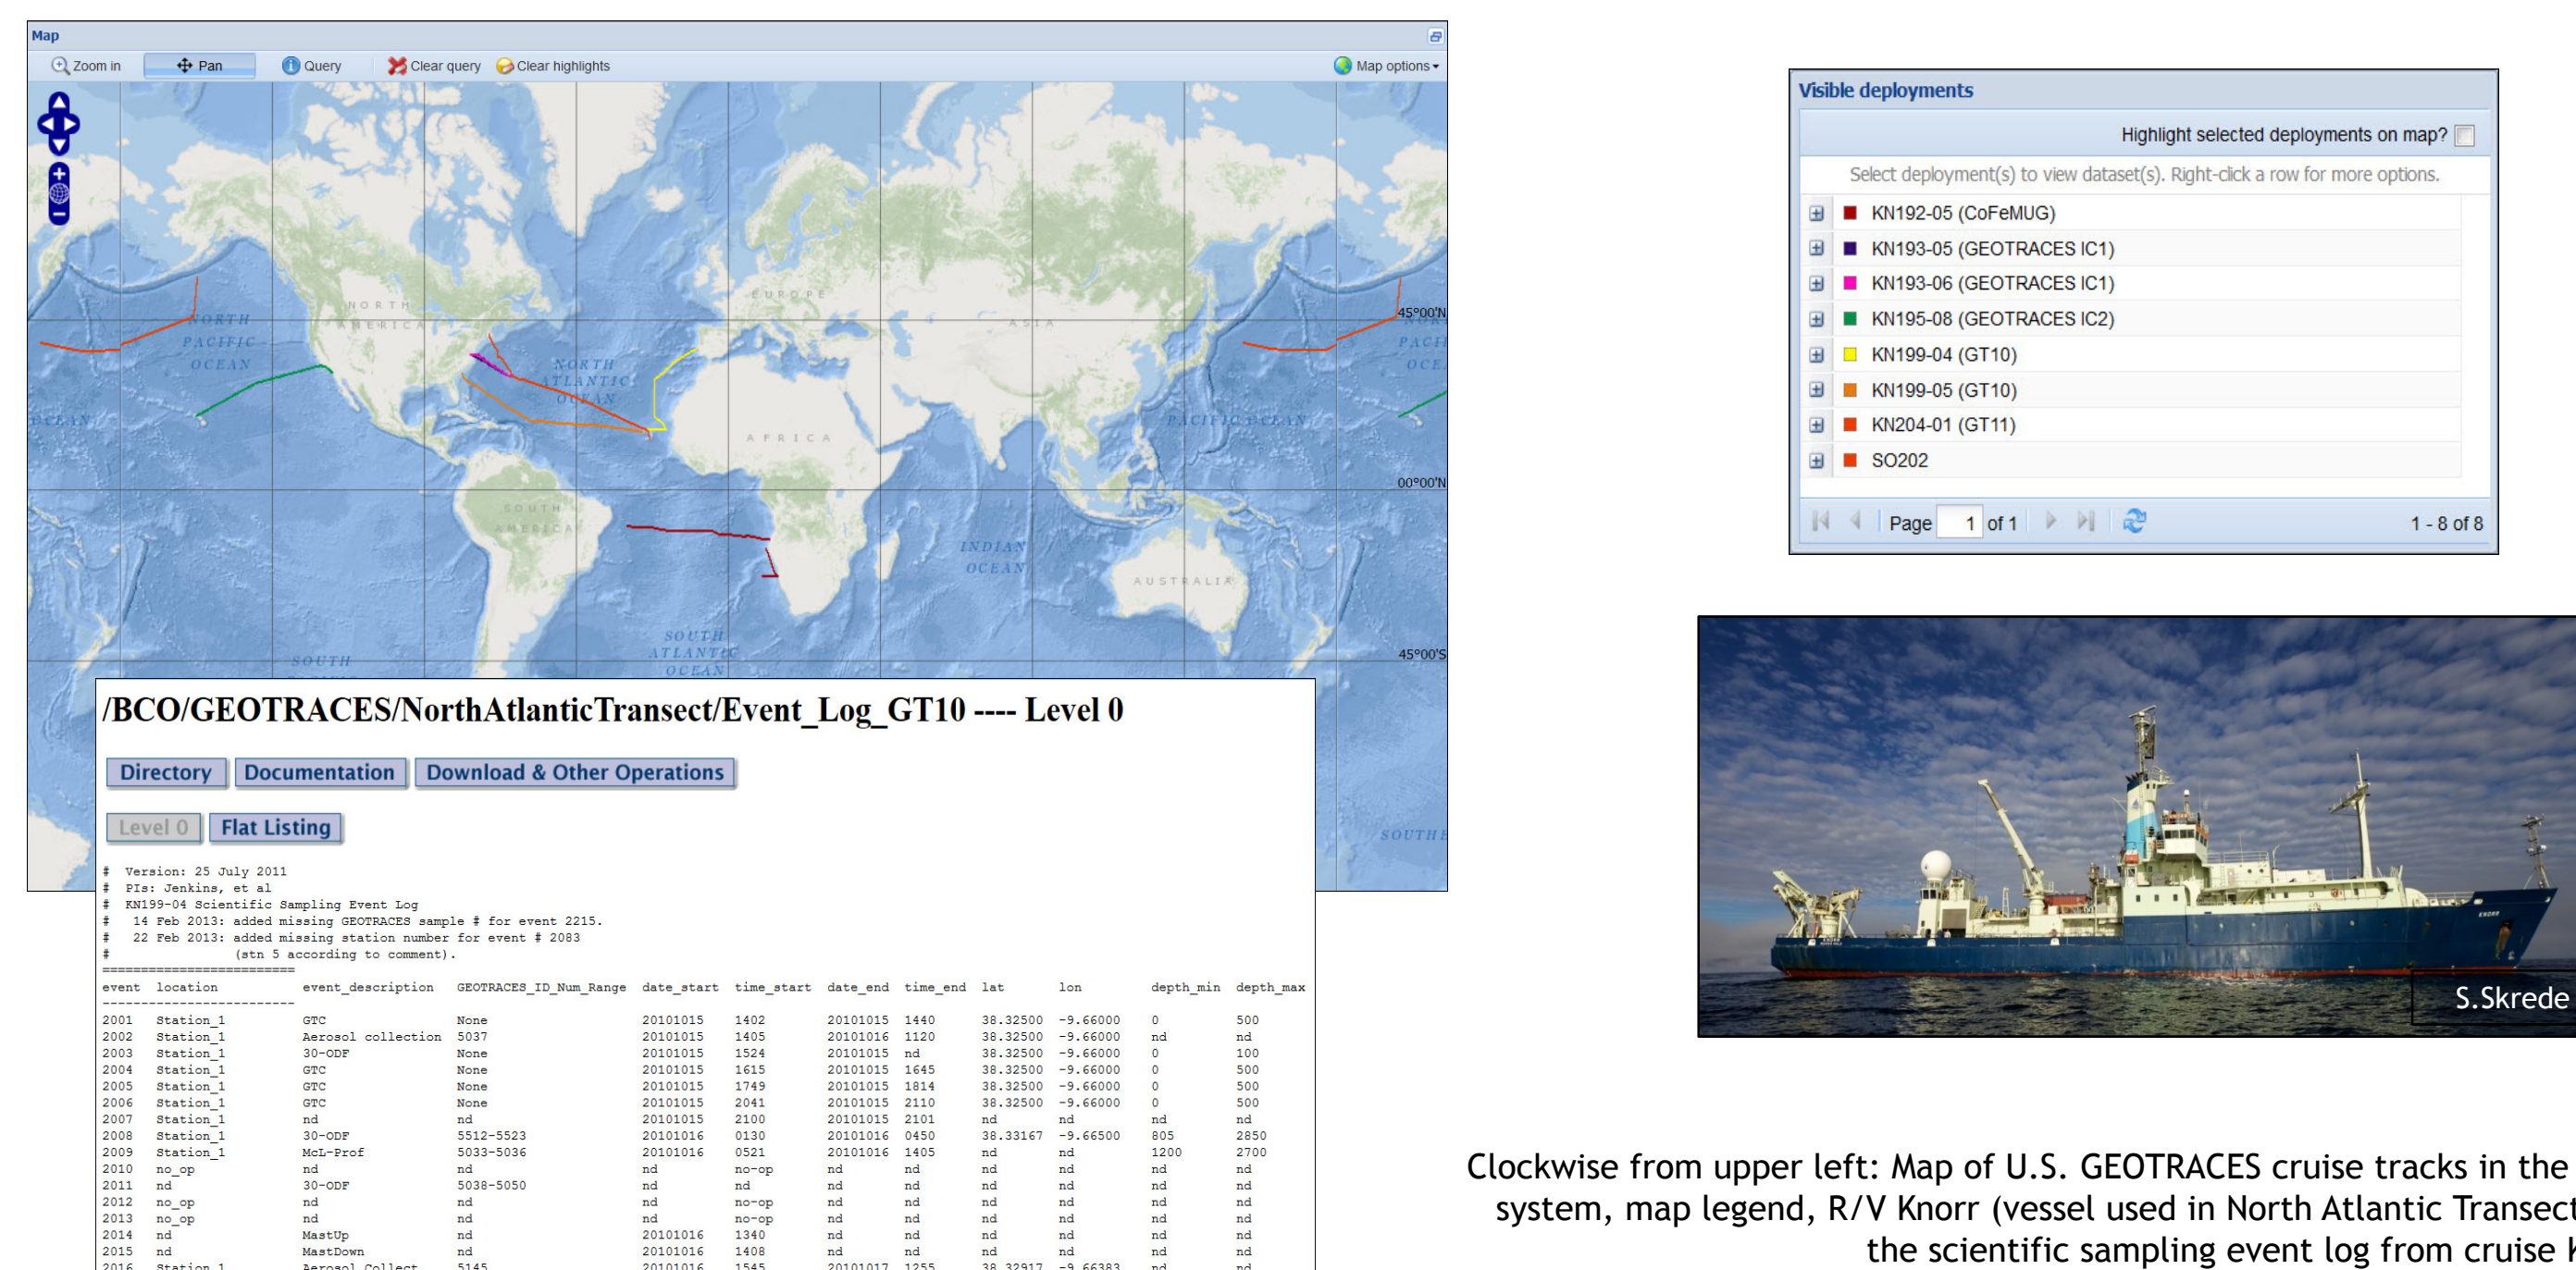 Map
Zoom in Pan Query Clear query Clear highlights Map options
NORTH
AMERICA
EUROPE
ASIA
45°00'N
NORTH
PACIFIC
OCEAN
NORTH
ATLANTIC
OCEAN
PACIFIC OCEAN
AFRICA
00°00'N
SOUTH
AMERICA
INDIAN
OCEAN
AUSTRALIA
SOUTH
ATLANTIC
OCEAN
SOUTH
45°00'S
Visible deployments
Highlight selected deployments on map?
Select deployment(s) to view dataset(s). Right-click a row for more options.
KN192-05 (CoFeMUG)
KN193-05 (GEOTRACES IC1)
KN193-06 (GEOTRACES IC1)
KN195-08 (GEOTRACES IC2)
KN199-04 (GT10)
KN199-05 (GT10)
KN204-01 (GT11)
SO202
Page 1 of 1 1 - 8 of 8
/BCO/GEOTRACES/NorthAtlanticTransect/Event_Log_GT10 ---- Level 0
Directory Documentation Download & Other Operations
Level 0 Flat Listing
# Version: 25 July 2011
# PIs: Jenkins, et al
# KN199-04 Scientific Sampling Event Log
# 14 Feb 2013: added missing GEOTRACES sample # for event 2215.
# 22 Feb 2013: added missing station number for event # 2083
# (stn 5 according to comment).
=========================
event location event_description GEOTRACES_ID_Num_Range date_start time_start date_end time_end lat lon depth_min depth_max
-------------------------
2001 Station_1 GTC None 20101015 1402 20101015 1440 38.32500 -9.66000 0 500
2002 Station_1 Aerosol collection 5037 20101015 1405 20101016 1120 38.32500 -9.66000 nd nd
2003 Station_1 30-ODF None 20101015 1524 20101015 nd 38.32500 -9.66000 0 100
2004 Station_1 GTC None 20101015 1615 20101015 1645 38.32500 -9.66000 0 500
2005 Station_1 GTC None 20101015 1749 20101015 1814 38.32500 -9.66000 0 500
2006 Station_1 GTC None 20101015 2041 20101015 2110 38.32500 -9.66000 0 500
2007 Station_1 nd nd 20101015 2100 20101015 2101 nd nd nd nd
2008 Station_1 30-ODF 5512-5523 20101016 0130 20101016 0450 38.33167 -9.66500 805 2850
2009 Station_1 McL-Prof 5033-5036 20101016 0521 20101016 1405 nd nd 1200 2700
2010 no_op nd nd nd no-op nd nd nd nd nd nd
2011 nd 30-ODF 5038-5050 nd nd nd nd nd nd nd nd
2012 no_op nd nd nd no-op nd nd nd nd nd nd
2013 no_op nd nd nd no-op nd nd nd nd nd nd
2014 nd MastUp nd 20101016 1340 nd nd nd nd nd nd
2015 nd MastDown nd 20101016 1408 nd nd nd nd nd nd
2016 Station_1 Aerosol Collect 5145 20101016 1545 20101017 1255 38.32917 -9.66383 nd nd
S.Skrede
Clockwise from upper left: Map of U.S. GEOTRACES cruise tracks in the
system, map legend, R/V Knorr (vessel used in North Atlantic Transect
the scientific sampling event log from cruise